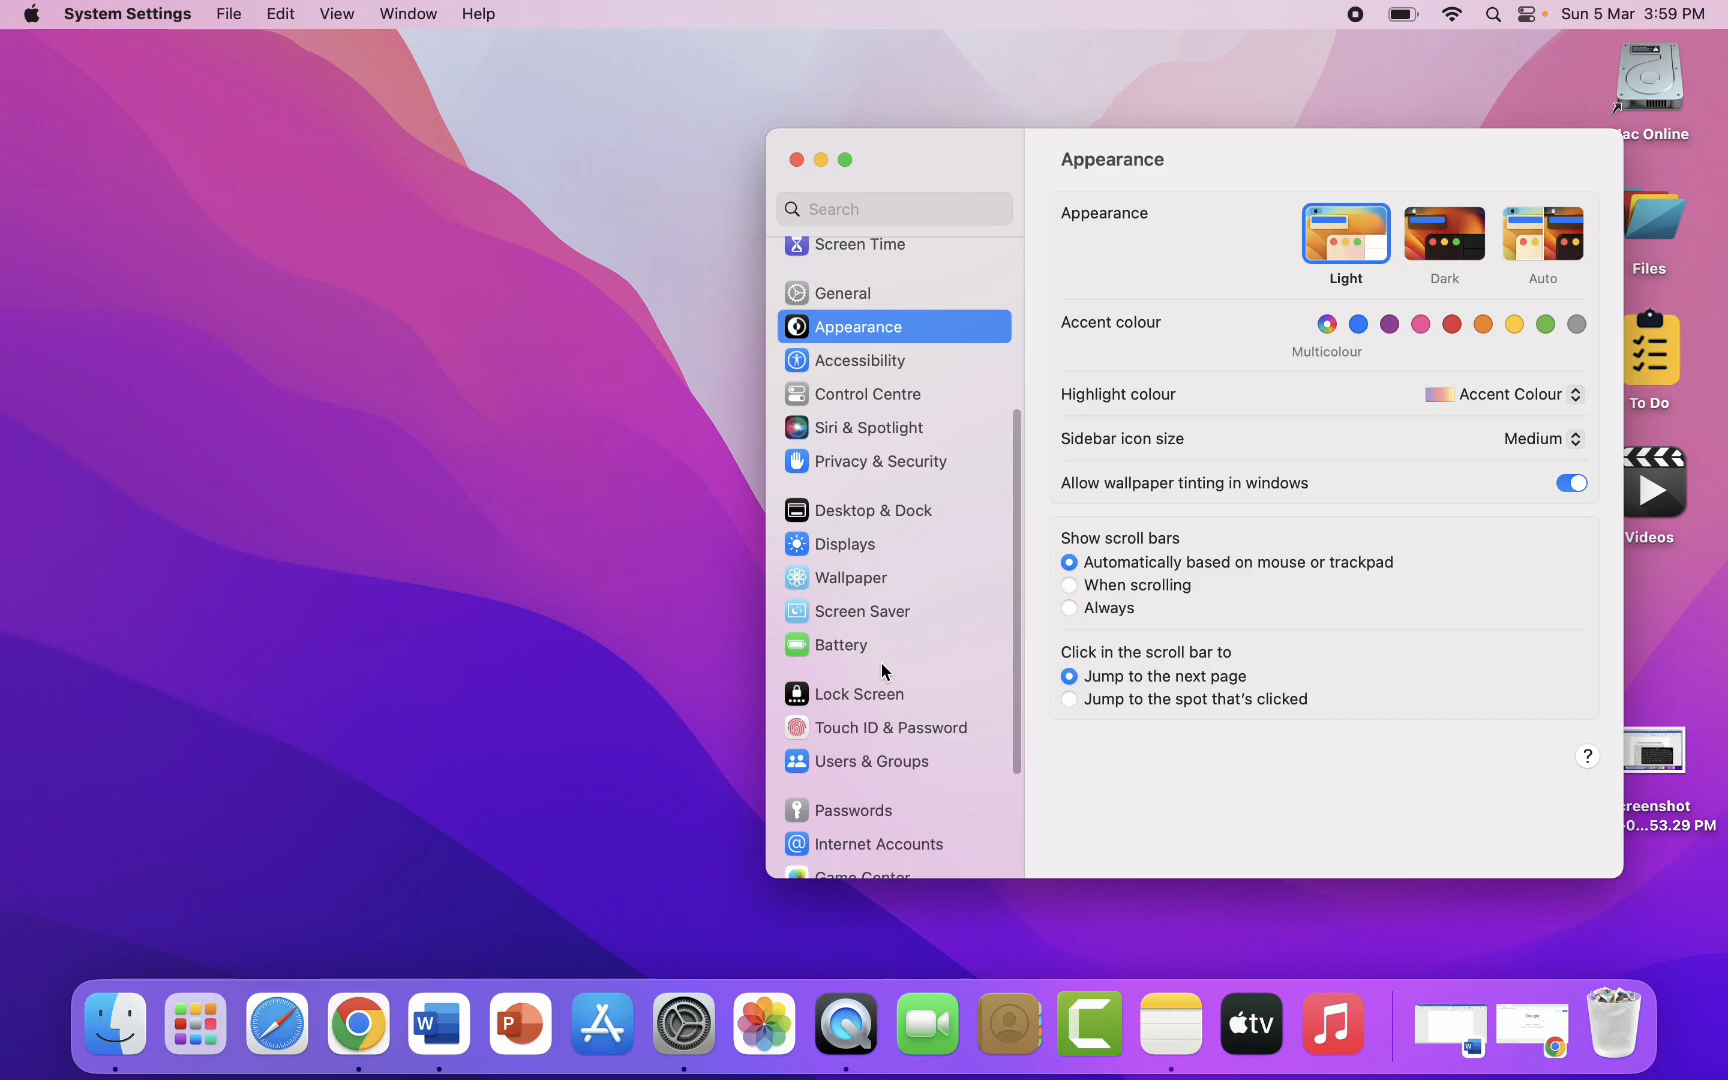 System Settings File Edit View Window Help Sun 5 Mar 3:59 PM
ac Online
Files
To Do
Videos
creenshot
-0...53.29 PM
Search
Screen Time
General
Appearance
Accessibility
Control Centre
Siri & Spotlight
Privacy & Security
Desktop & Dock
Displays
Wallpaper
Screen Saver
Battery
Lock Screen
Touch ID & Password
Users & Groups
Passwords
Internet Accounts
Game Center
Appearance
Appearance
Light Dark Auto
Accent colour
Multicolour
Highlight colour Accent Colour
Sidebar icon size Medium
Allow wallpaper tinting in windows
Show scroll bars
Automatically based on mouse or trackpad
When scrolling
Always
Click in the scroll bar to
Jump to the next page
Jump to the spot that's clicked
?
W P tv